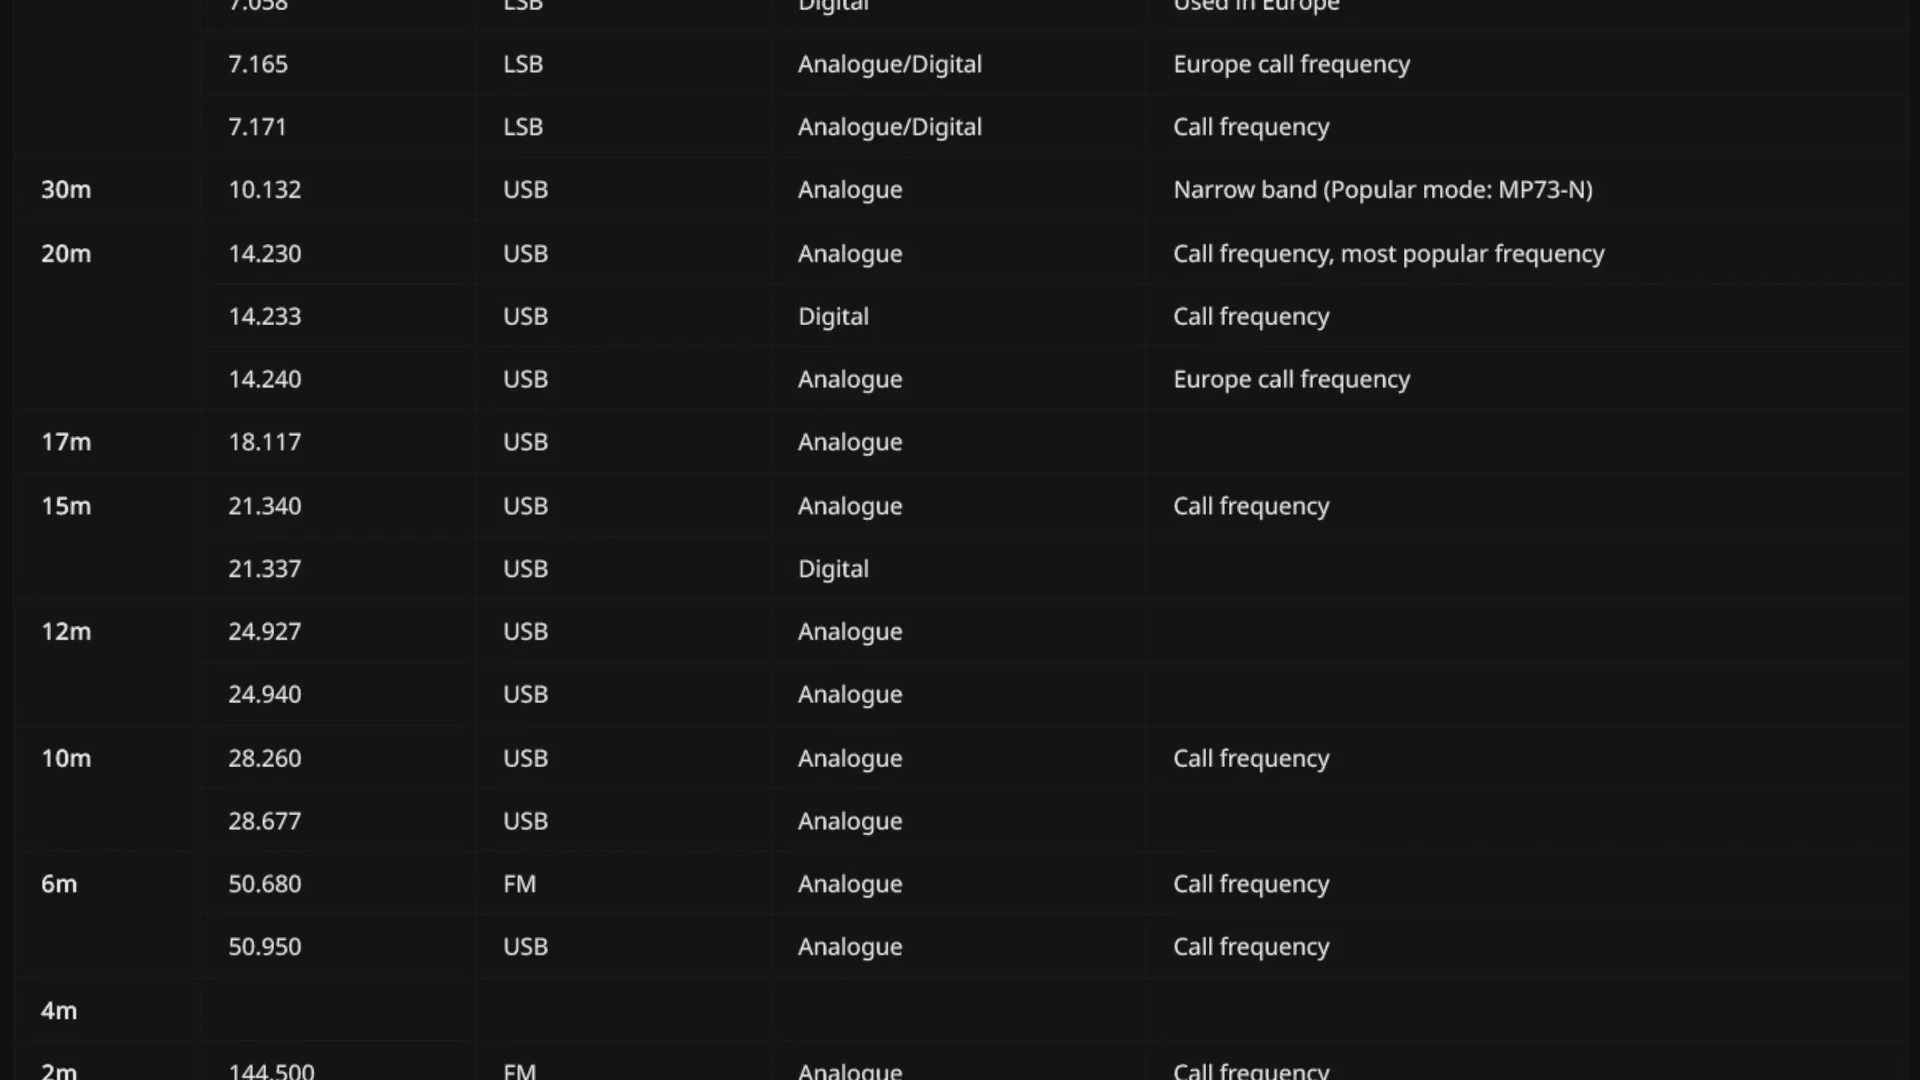 7.058 LSB Digital Used in Europe
7.165 LSB Analogue/Digital Europe call frequency
7.171 LSB Analogue/Digital Call frequency
30m 10.132 USB Analogue Narrow band (Popular mode: MP73-N)
20m 14.230 USB Analogue Call frequency, most popular frequency
14.233 USB Digital Call frequency
14.240 USB Analogue Europe call frequency
17m 18.117 USB Analogue
15m 21.340 USB Analogue Call frequency
21.337 USB Digital
12m 24.927 USB Analogue
24.940 USB Analogue
10m 28.260 USB Analogue Call frequency
28.677 USB Analogue
6m 50.680 FM Analogue Call frequency
50.950 USB Analogue Call frequency
4m
2m 144.500 FM Analogue Call frequency